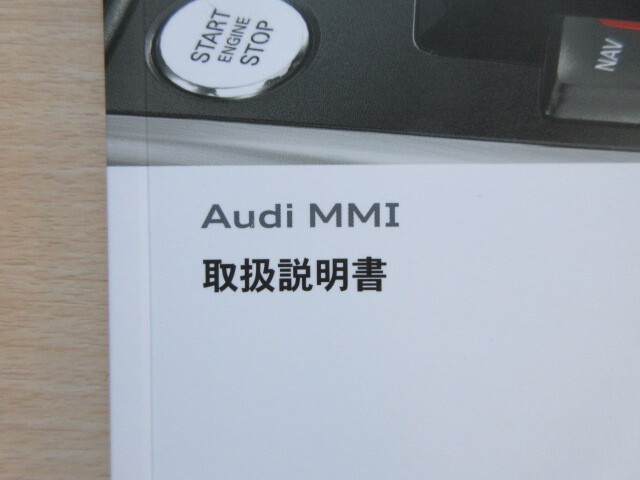 START
ENGINE
STOP
NAV
Audi MMI
取扱説明書